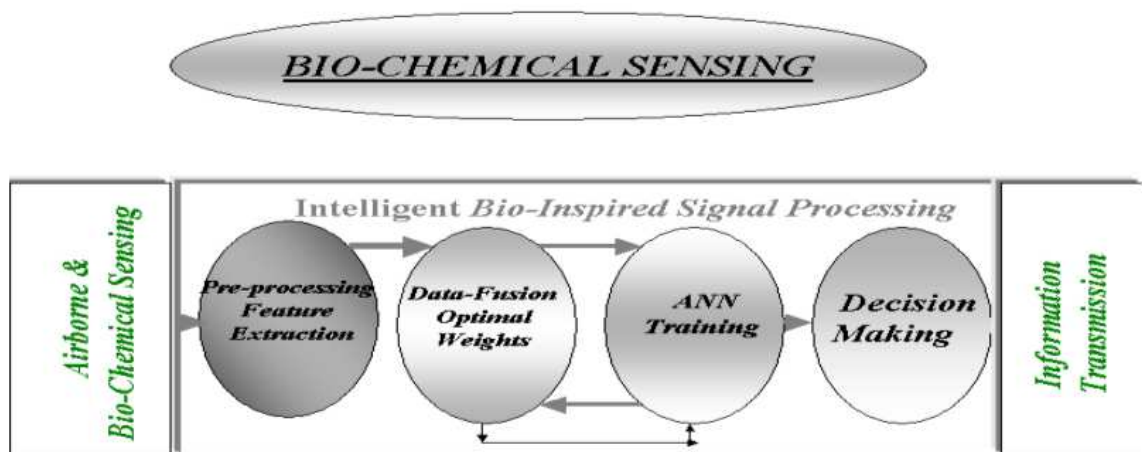 BIO-CHEMICAL SENSING
Airborne &
Bio-Chemical Sensing
Intelligent Bio-Inspired Signal Processing
Pre-processing
Feature
Extraction
Data-Fusion
Optimal
Weights
ANN
Training
Decision
Making
Information
Transmission